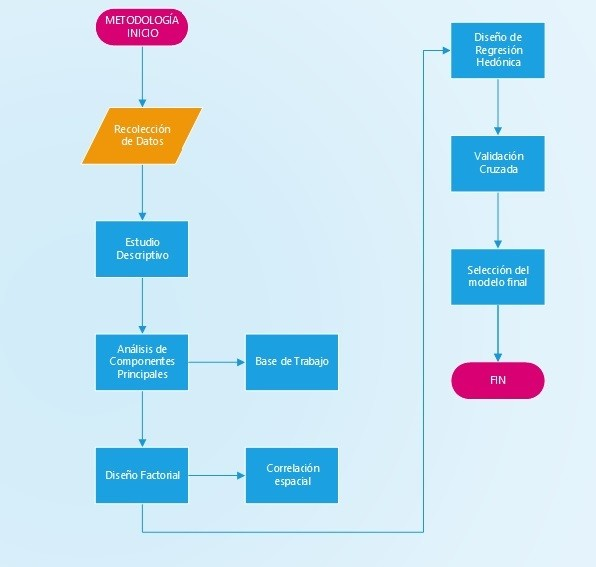 METODOLOGÍA
INICIO
Recolección
de Datos
Estudio
Descriptivo
Análisis de
Componentes
Principales
Base de Trabajo
Diseño Factorial
Correlación
espacial
Diseño de
Regresión
Hedónica
Validación
Cruzada
Selección del
modelo final
FIN